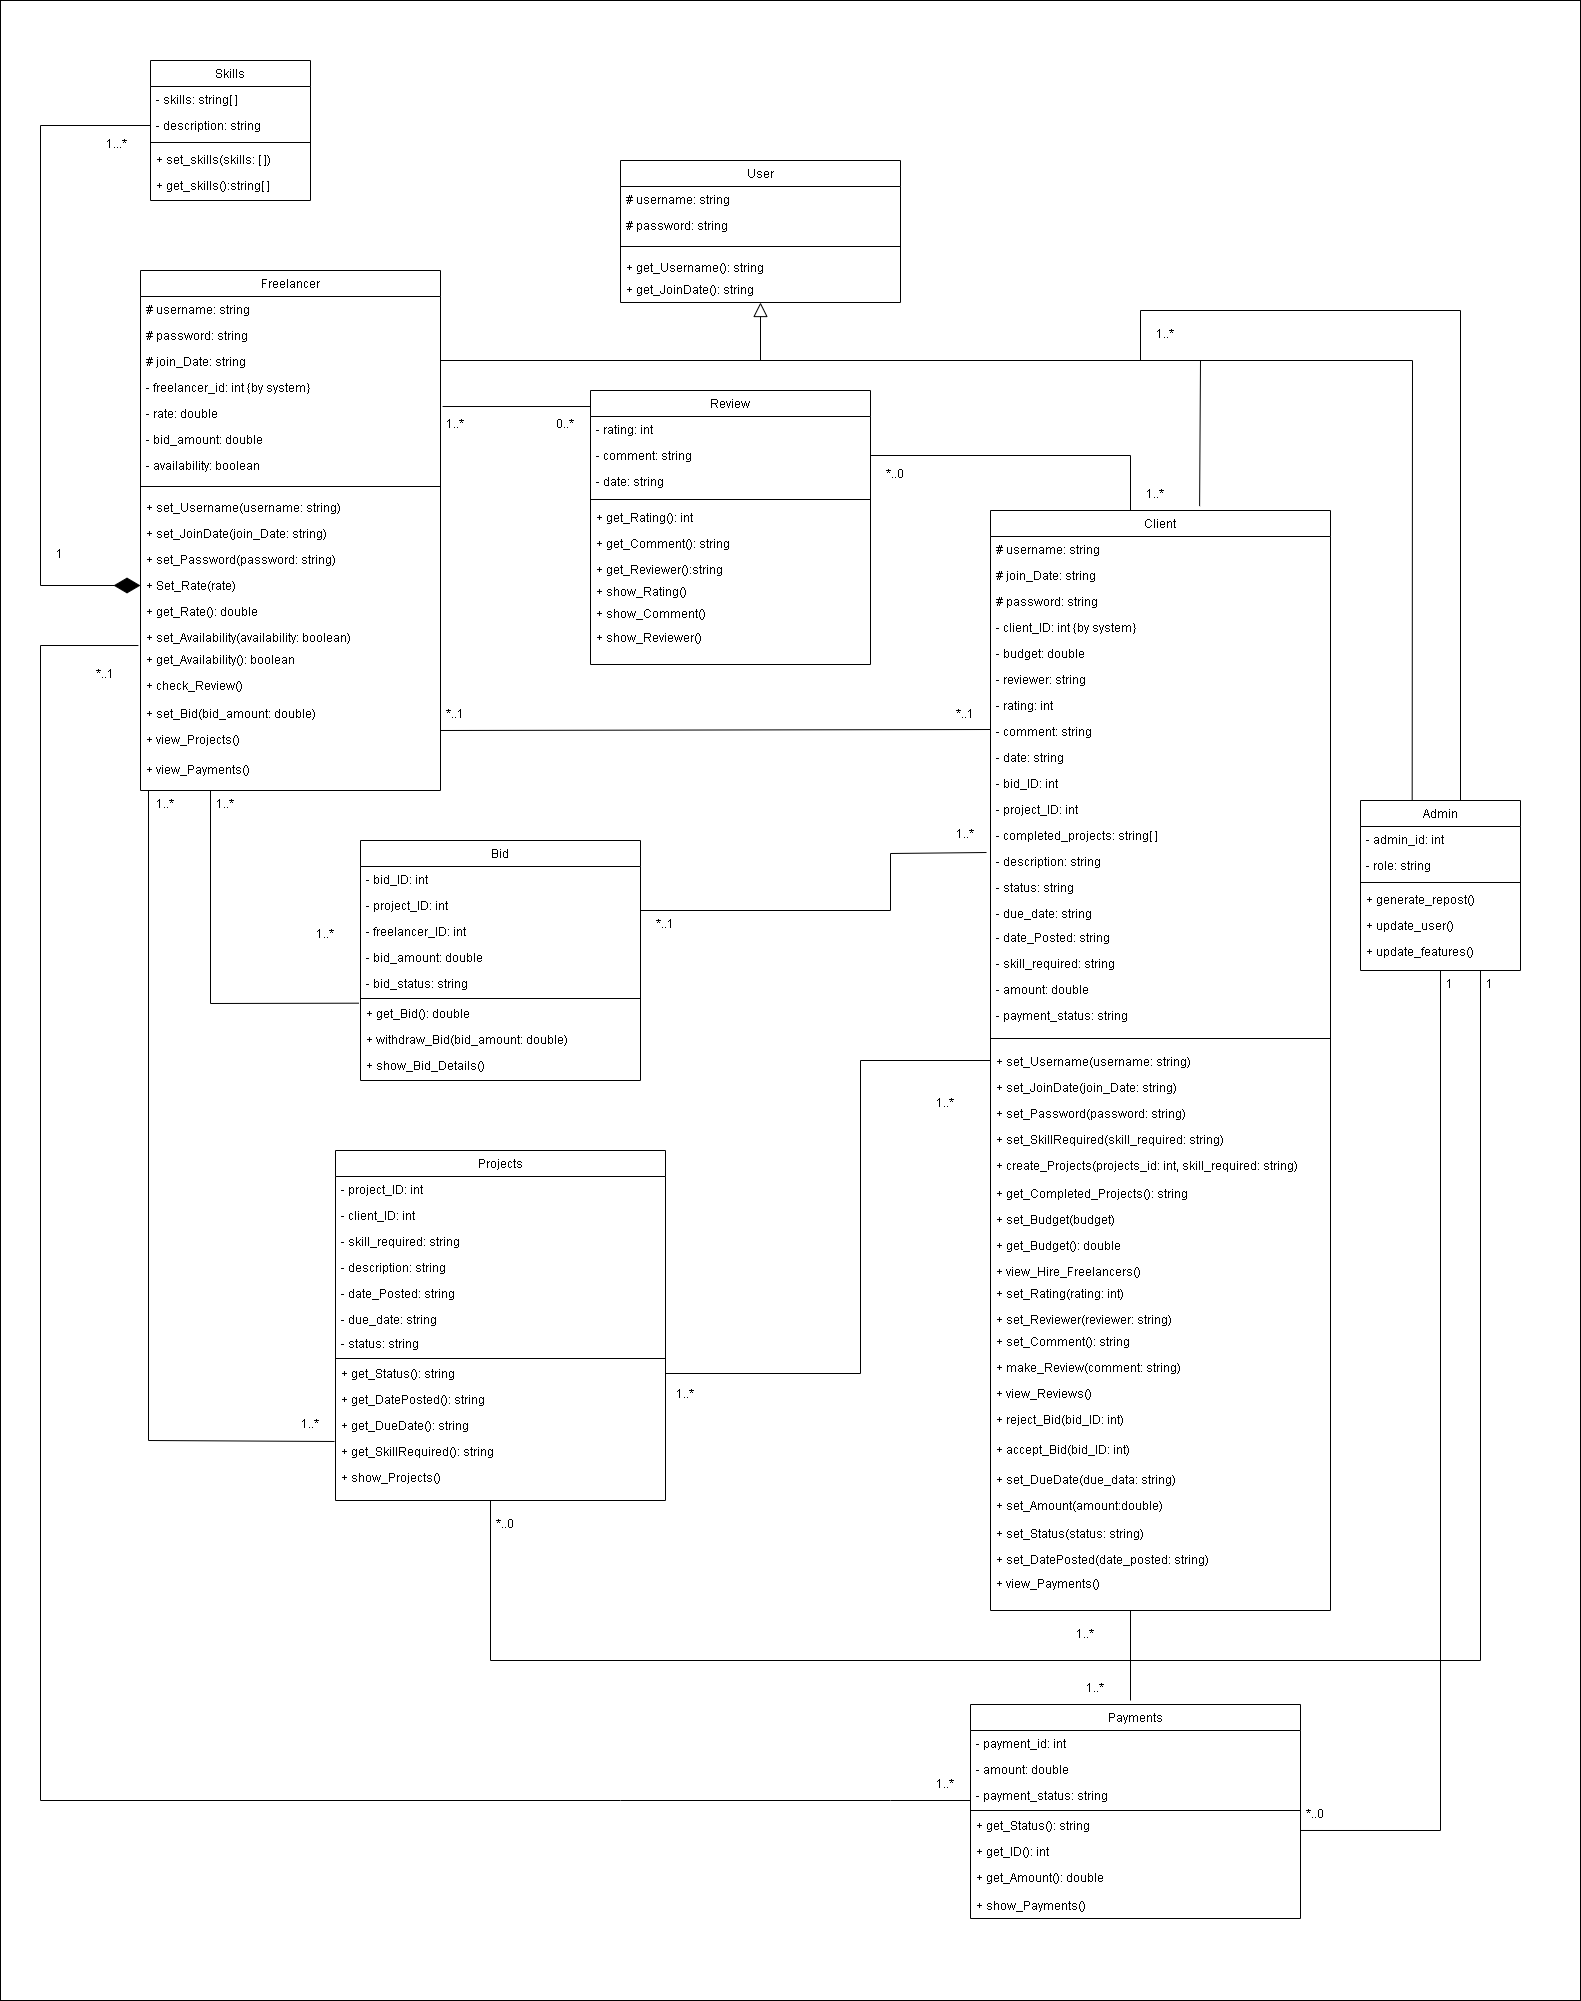 Skills
- skills: string[ ]
- description: string
+ set_skills(skills: [ ])
+ get_skills():string[ ]
1...*
1
User
# username: string
# password: string
+ get_Username(): string
+ get_JoinDate(): string
Freelancer
# username: string
# password: string
# join_Date: string
- freelancer_id: int {by system}
- rate: double
- bid_amount: double
- availability: boolean
+ set_Username(username: string)
+ set_JoinDate(join_Date: string)
+ set_Password(password: string)
+ Set_Rate(rate)
+ get_Rate(): double
+ set_Availability(availability: boolean)
+ get_Availability(): boolean
+ check_Review()
+ set_Bid(bid_amount: double)
+ view_Projects()
+ view_Payments()
*..1
1..*
0..*
Review
- rating: int
- comment: string
- date: string
+ get_Rating(): int
+ get_Comment(): string
+ get_Reviewer():string
+ show_Rating()
+ show_Comment()
+ show_Reviewer()
*..0
1..*
1..*
*..1
*..1
Client
# username: string
# join_Date: string
# password: string
- client_ID: int {by system}
- budget: double
- reviewer: string
- rating: int
- comment: string
- date: string
- bid_ID: int
- project_ID: int
- completed_projects: string[ ]
- description: string
- status: string
- due_date: string
- date_Posted: string
- skill_required: string
- amount: double
- payment_status: string
+ set_Username(username: string)
+ set_JoinDate(join_Date: string)
+ set_Password(password: string)
+ set_SkillRequired(skill_required: string)
+ create_Projects(projects_id: int, skill_required: string)
+ get_Completed_Projects(): string
+ set_Budget(budget)
+ get_Budget(): double
+ view_Hire_Freelancers()
+ set_Rating(rating: int)
+ set_Reviewer(reviewer: string)
+ set_Comment(): string
+ make_Review(comment: string)
+ view_Reviews()
+ reject_Bid(bid_ID: int)
+ accept_Bid(bid_ID: int)
+ set_DueDate(due_data: string)
+ set_Amount(amount:double)
+ set_Status(status: string)
+ set_DatePosted(date_posted: string)
+ view_Payments()
Admin
- admin_id: int
- role: string
+ generate_repost()
+ update_user()
+ update_features()
1
1
1..*
1..*
1..*
1..*
*..1
Bid
- bid_ID: int
- project_ID: int
- freelancer_ID: int
- bid_amount: double
- bid_status: string
+ get_Bid(): double
+ withdraw_Bid(bid_amount: double)
+ show_Bid_Details()
1..*
Projects
- project_ID: int
- client_ID: int
- skill_required: string
- description: string
- date_Posted: string
- due_date: string
- status: string
+ get_Status(): string
+ get_DatePosted(): string
+ get_DueDate(): string
+ get_SkillRequired(): string
+ show_Projects()
1..*
1..*
*..0
1..*
1..*
1..*
Payments
- payment_id: int
- amount: double
- payment_status: string
+ get_Status(): string
+ get_ID(): int
+ get_Amount(): double
+ show_Payments()
*..0